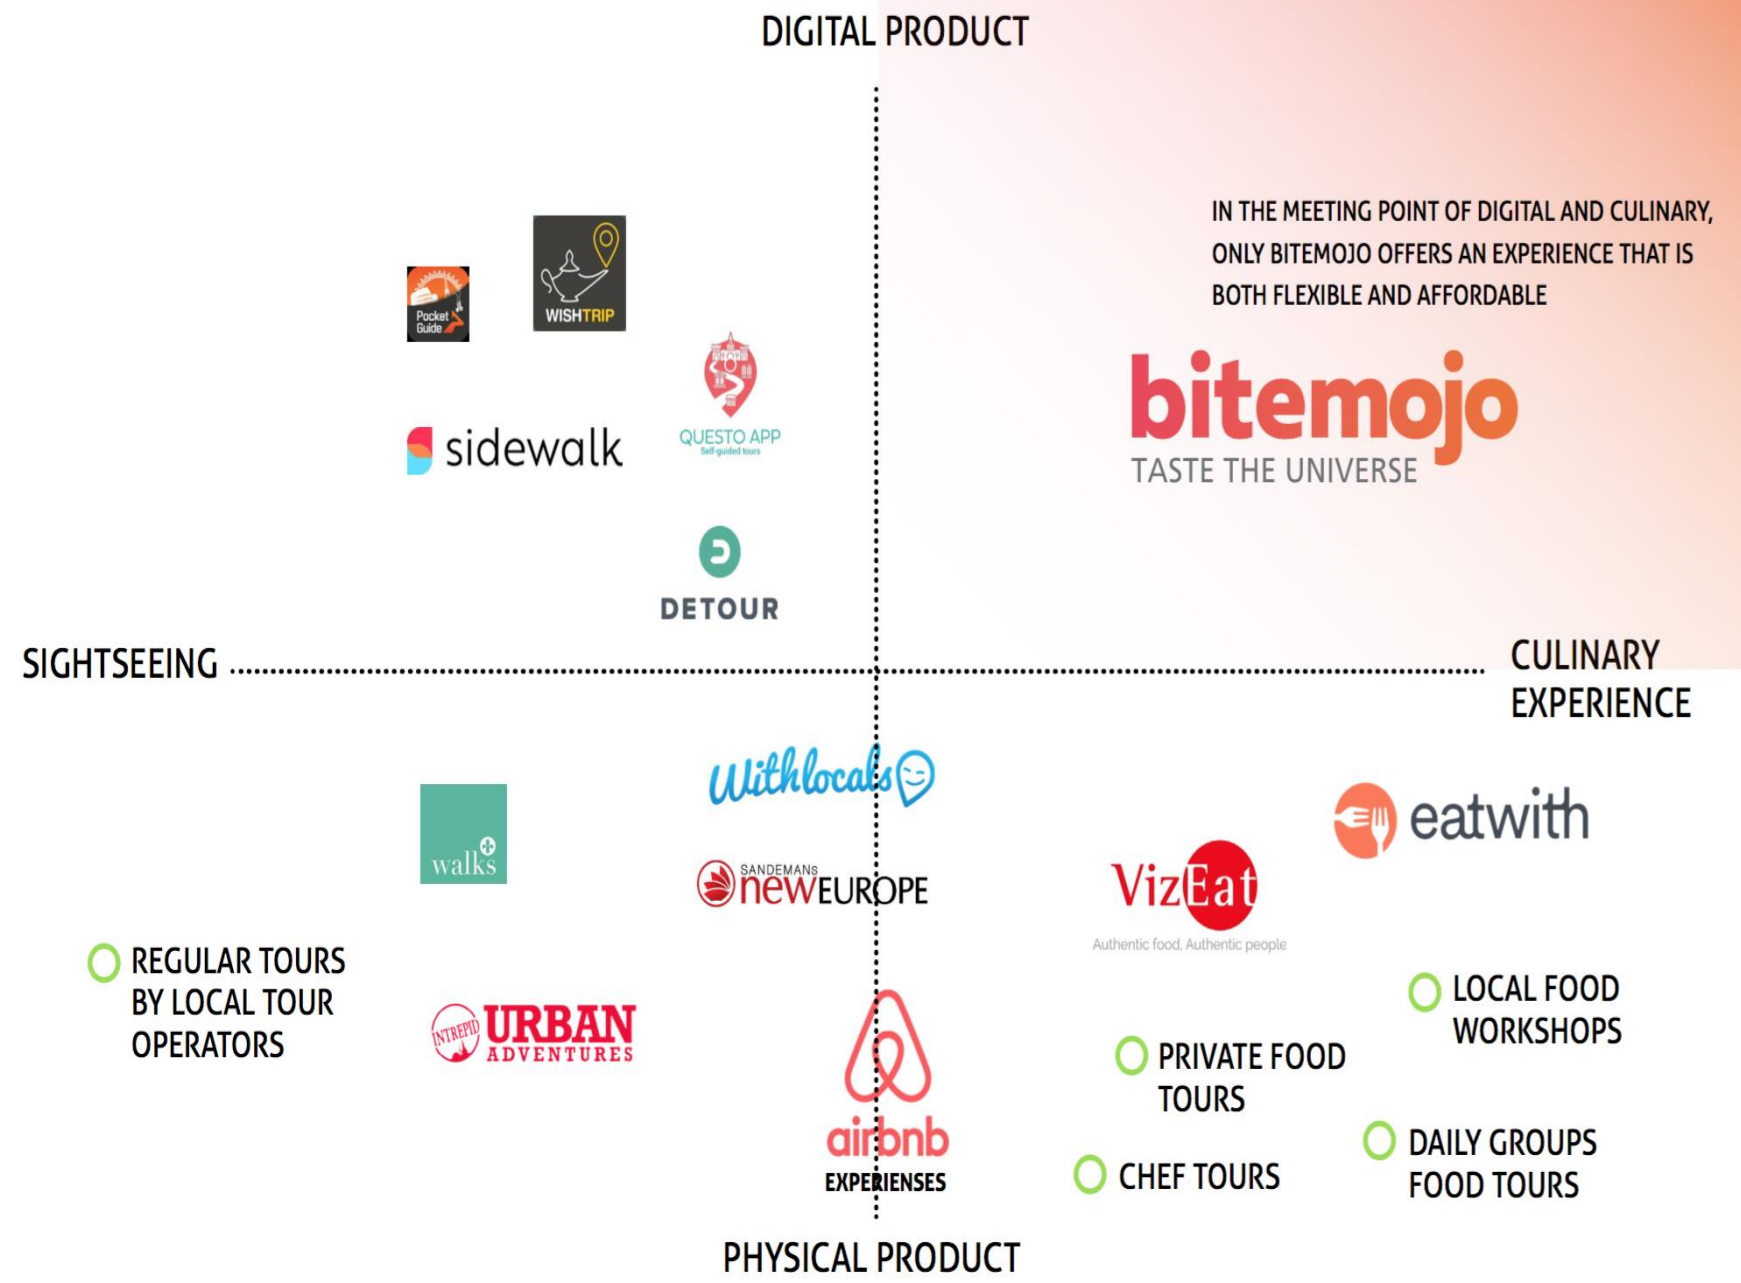 DIGITAL PRODUCT
IN THE MEETING POINT OF DIGITAL AND CULINARY,
ONLY BITEMOJO OFFERS AN EXPERIENCE THAT IS
BOTH FLEXIBLE AND AFFORDABLE
Pocket
Guide
WISHTRIP
bitemojo
TASTE THE UNIVERSE
sidewalk
QUESTO APP
Self-guided tours
DETOUR
SIGHTSEEING
CULINARY
EXPERIENCE
Withlocals
walks
SANDEMANs
newEUROPE
eatwith
VizEat
Authentic food, Authentic people
REGULAR TOURS
BY LOCAL TOUR
OPERATORS
INTREPID
URBAN
ADVENTURES
airbnb
EXPERIENSES
LOCAL FOOD
WORKSHOPS
PRIVATE FOOD
TOURS
CHEF TOURS
DAILY GROUPS
FOOD TOURS
PHYSICAL PRODUCT